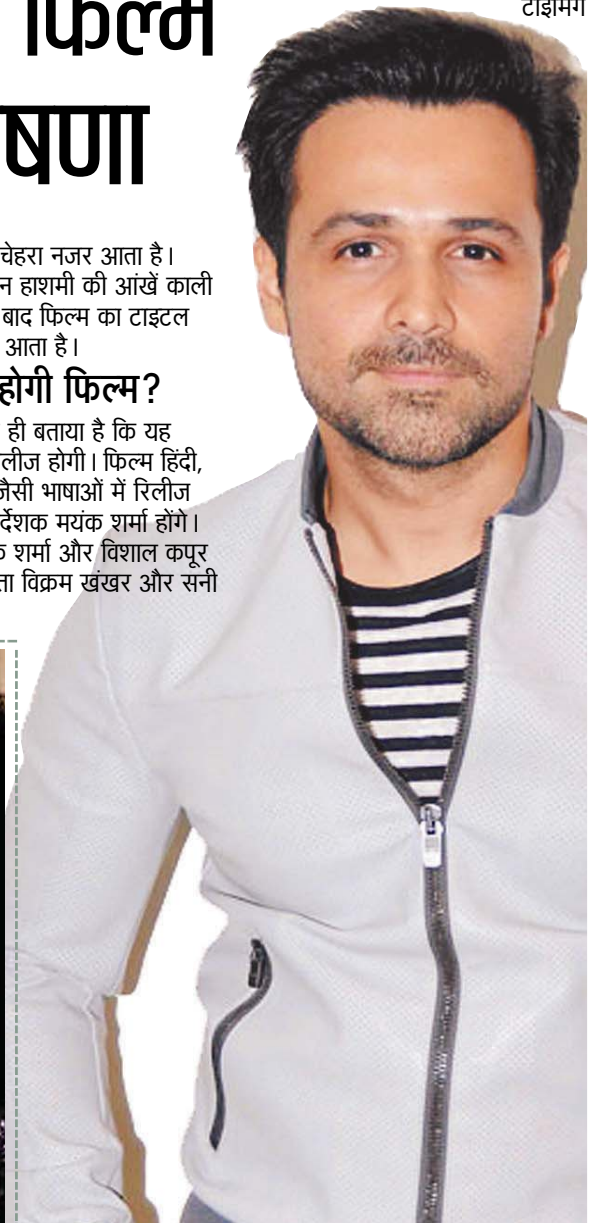 फिल्म
षणा
टाइमिंग
चेहरा नजर आता है।
न हाशमी की आंखें काली
बाद फिल्म का टाइटल
आता है।
होगी फिल्म?
ही बताया है कि यह
लीज होगी। फिल्म हिंदी,
जैसी भाषाओं में रिलीज
र्देशक मयंक शर्मा होंगे।
क शर्मा और विशाल कपूर
ता विक्रम खंखर और सनी